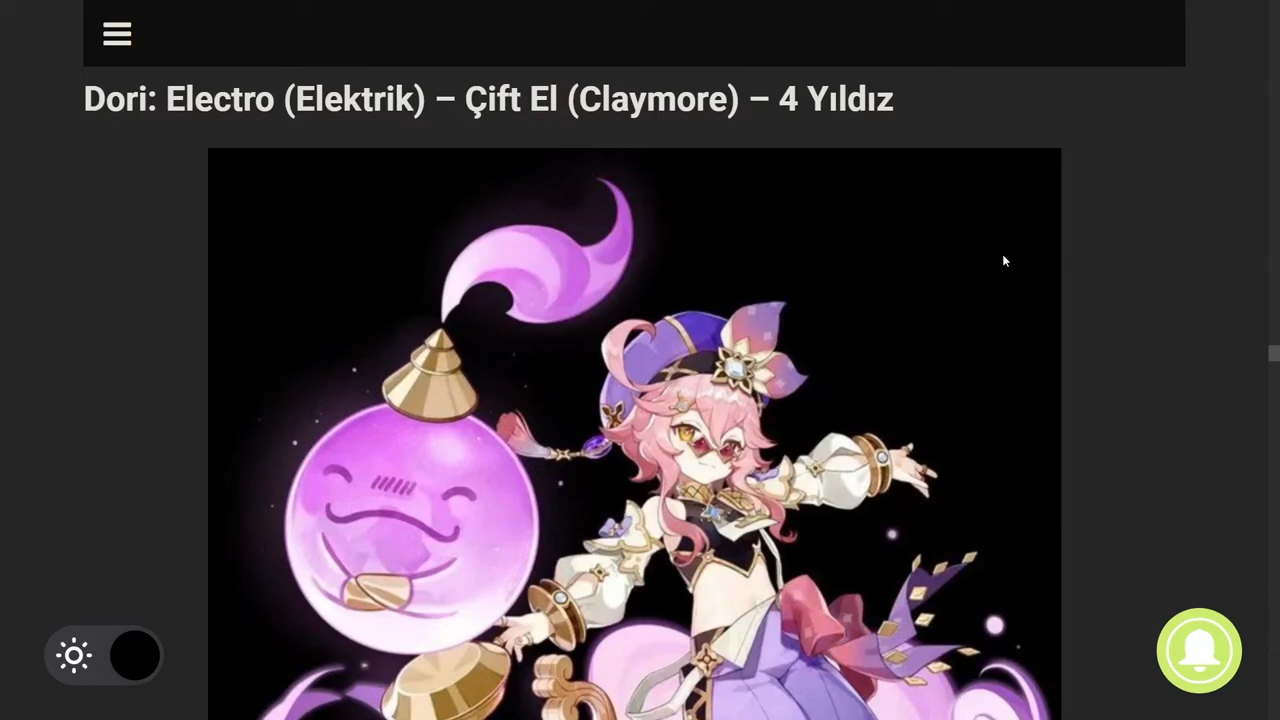 Dori: Electro (Elektrik) – Çift El (Claymore) – 4 Yıldız